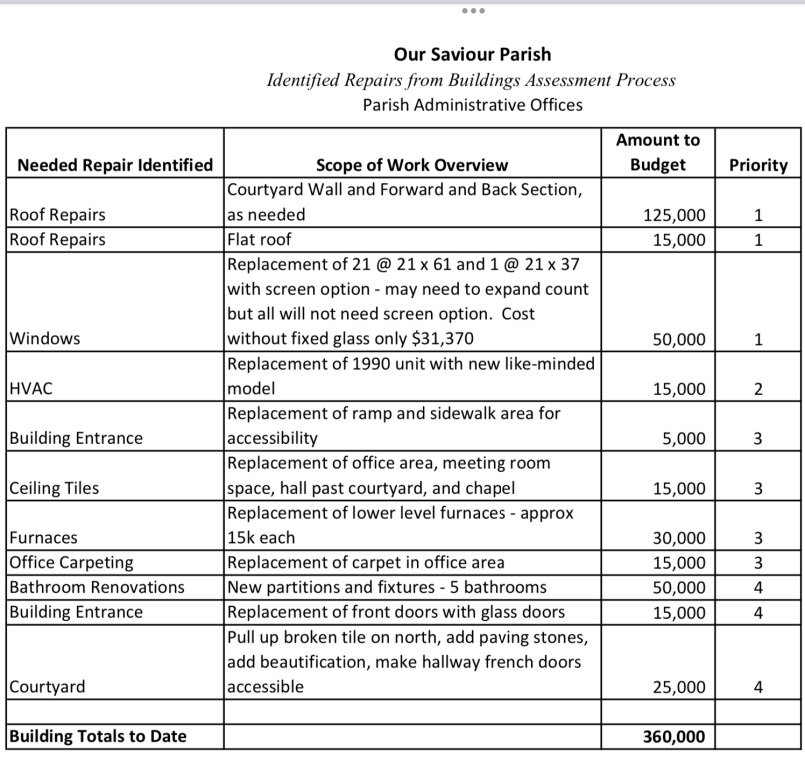 Our Saviour Parish
Identified Repairs from Buildings Assessment Process
Parish Administrative Offices
Needed Repair Identified Scope of Work Overview Amount to Budget Priority
Roof Repairs Courtyard Wall and Forward and Back Section,
as needed 125,000 1
Roof Repairs Flat roof 15,000 1
Windows Replacement of 21 @ 21 x 61 and 1 @ 21 x 37
with screen option - may need to expand count
but all will not need screen option. Cost
without fixed glass only $31,370 50,000 1
HVAC Replacement of 1990 unit with new like-minded
model 15,000 2
Building Entrance Replacement of ramp and sidewalk area for
accessibility 5,000 3
Ceiling Tiles Replacement of office area, meeting room
space, hall past courtyard, and chapel 15,000 3
Furnaces Replacement of lower level furnaces - approx
15k each 30,000 3
Office Carpeting Replacement of carpet in office area 15,000 3
Bathroom Renovations New partitions and fixtures - 5 bathrooms 50,000 4
Building Entrance Replacement of front doors with glass doors 15,000 4
Courtyard Pull up broken tile on north, add paving stones,
add beautification, make hallway french doors
accessible 25,000 4
Building Totals to Date 360,000